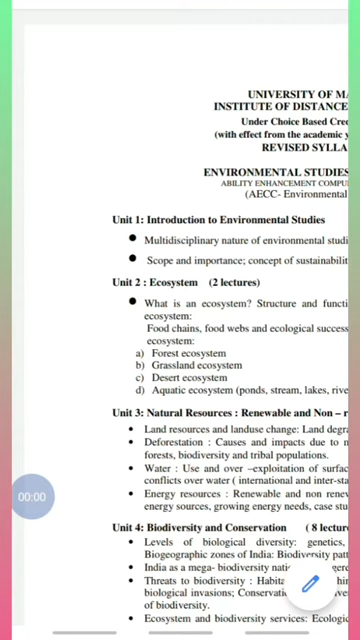 UNIVERSITY OF MA
INSTITUTE OF DISTANCE
Under Choice Based Cred
(with effect from the academic y
REVISED SYLLA
ENVIRONMENTAL STUDIES
ABILITY ENHANCEMENT COMPU
(AECC- Environmental
Unit 1: Introduction to Environmental Studies
● Multidisciplinary nature of environmental studi
● Scope and importance; concept of sustainabilit
Unit 2 : Ecosystem (2 lectures)
● What is an ecosystem? Structure and functi
ecosystem:
Food chains, food webs and ecological success
ecosystem:
a) Forest ecosystem
b) Grassland ecosystem
c) Desert ecosystem
d) Aquatic ecosystem (ponds, stream, lakes, rive
Unit 3: Natural Resources : Renewable and Non – r
• Land resources and landuse change: Land degra
• Deforestation : Causes and impacts due to m
forests, biodiversity and tribal populations.
• Water : Use and over –exploitation of surfac
conflicts over water ( international and inter-sta
• Energy resources : Renewable and non renew
energy sources, growing energy needs, case stu
00:00
Unit 4: Biodiversity and Conservation ( 8 lectur
• Levels of biological diversity: genetics,
Biogeographic zones of India: Biodiversity patt
• India as a mega- biodiversity nati
• Threats to biodiversity : Habita
biological invasions; Conservati
of biodiversity.
• Ecosystem and biodiversity services: Ecologic